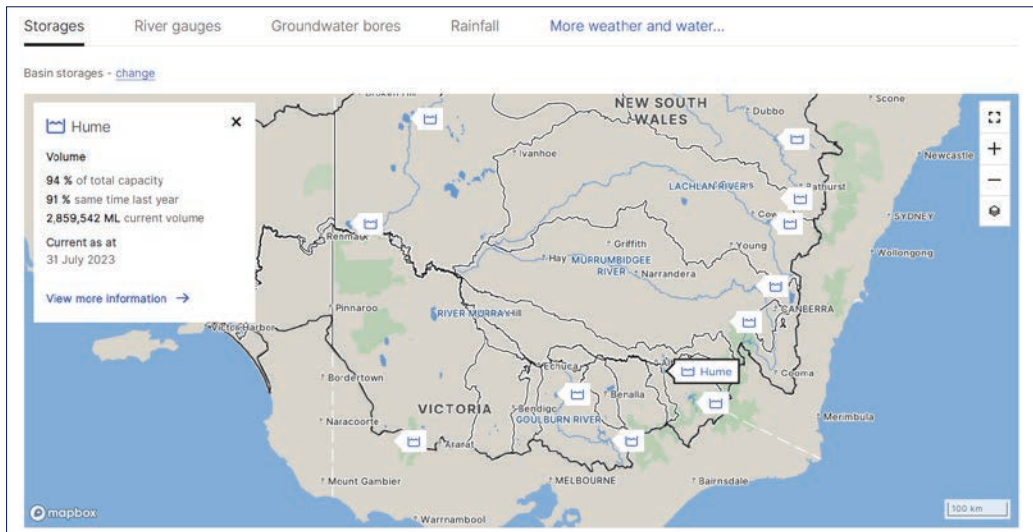 Storages River gauges Groundwater bores Rainfall More weather and water...
Basin storages - change
Hume
Volume
94 % of total capacity
91 % same time last year
2,859,542 ML current volume
Current as at
31 July 2023
View more information →
NEW SOUTH
WALES
Scone
Dubbo
Newcastle
Ivanhoe
LACHLAN RIVER
Bathurst
SYDNEY
Griffith
Young
Wollongong
Hay
MURRUMBIDGEE
RIVER
Narrandera
CANBERRA
Pinnaroo
RIVER MURRAY
Victor Harbor
Echuca
Hume
Cooma
Bordertown
Benalla
VICTORIA
Bendigo
GOULBURN RIVER
Merimbula
Naracoorte
Ararat
Mount Gambier
MELBOURNE
Bairnsdale
Warrnambool
mapbox
100 km